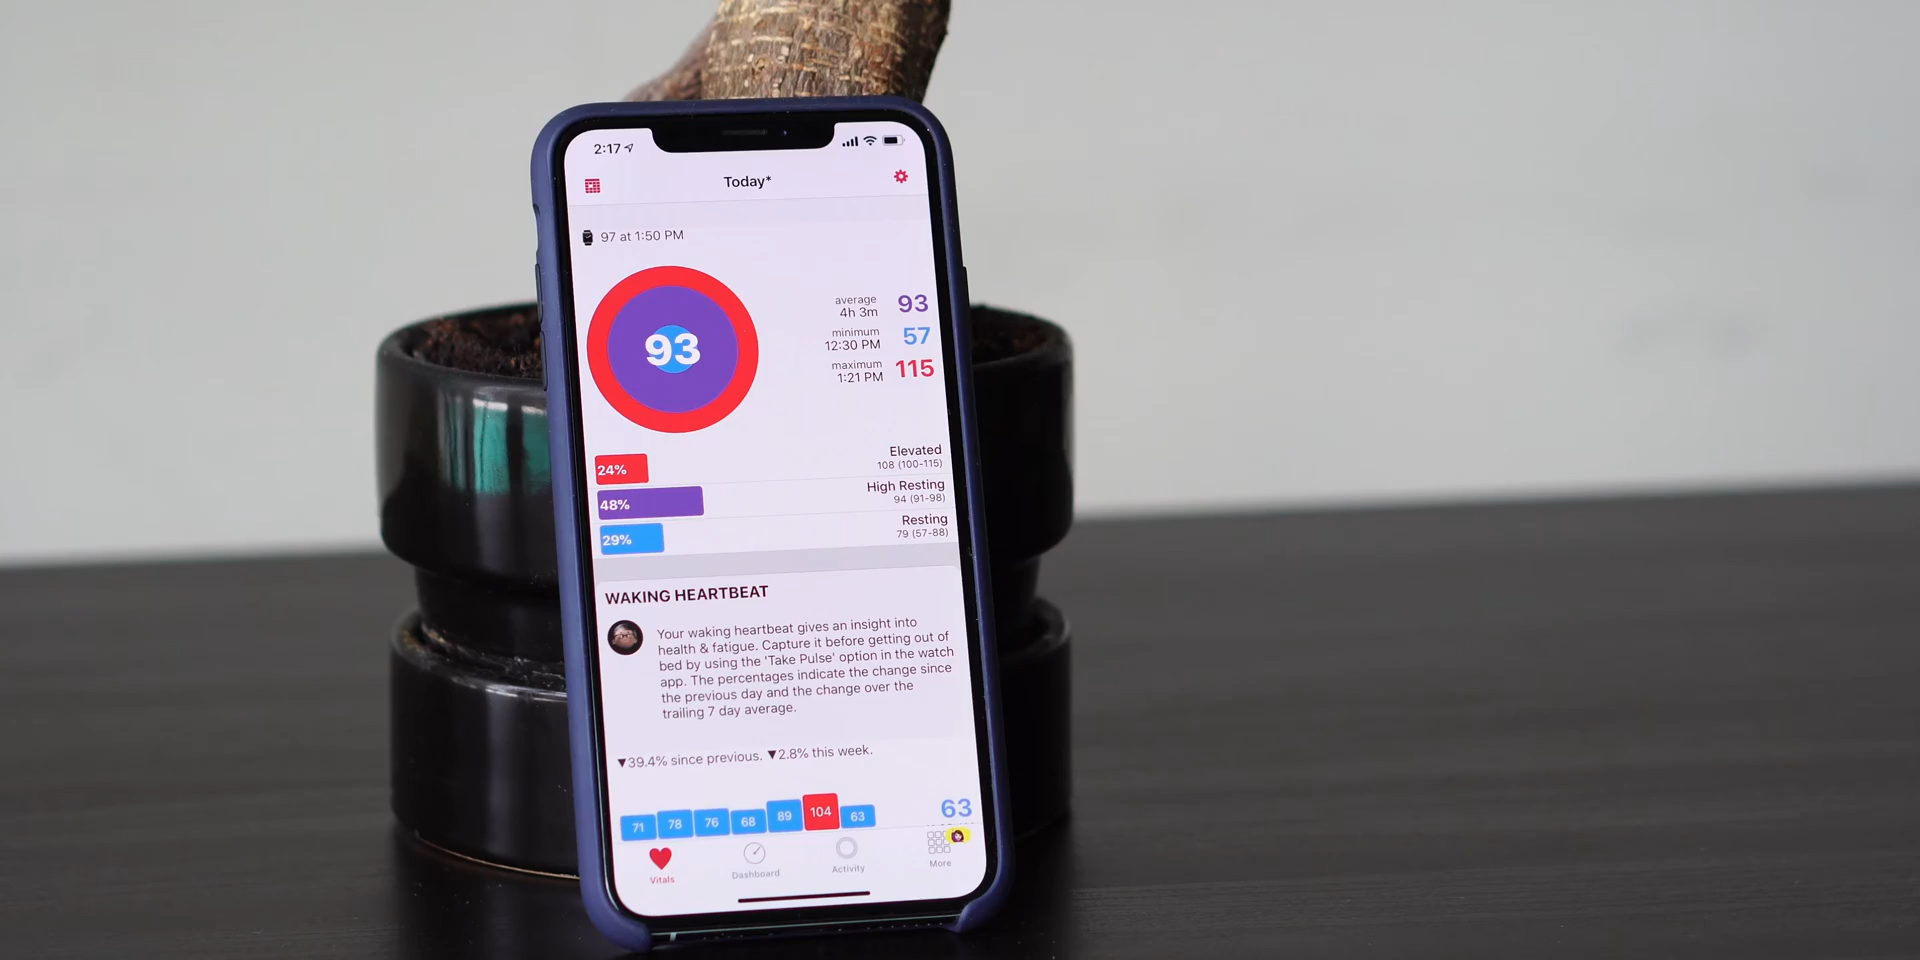 2:17
Today*
97 at 1:50 PM
93
average
4h 3m
93
minimum
12:30 PM
57
maximum
1:21 PM
115
24%
Elevated
108 (100-115)
48%
High Resting
94 (91-98)
29%
Resting
79 (57-88)
WAKING HEARTBEAT
Your waking heartbeat gives an insight into
health & fatigue. Capture it before getting out of
bed by using the 'Take Pulse' option in the watch
app. The percentages indicate the change since
the previous day and the change over the
trailing 7 day average.
▼39.4% since previous. ▼2.8% this week.
71 78 76 68 89 104 63
63
Vitals
Dashboard
Activity
More